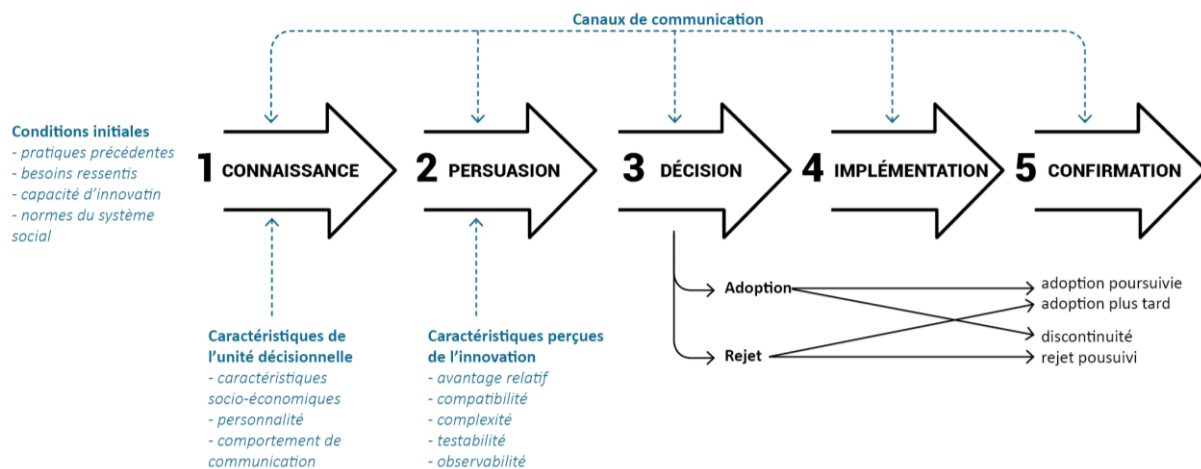 Canaux de communication
Conditions initiales
- pratiques précédentes
- besoins ressentis
- capacité d'innovatin
- normes du système
social
1 CONNAISSANCE
2 PERSUASION
3 DÉCISION
4 IMPLÉMENTATION
5 CONFIRMATION
Adoption
Rejet
adoption poursuivie
adoption plus tard
discontinuité
rejet pousuivi
Caractéristiques de
l'unité décisionnelle
- caractéristiques
socio-économiques
- personnalité
- comportement de
communication
Caractéristiques perçues
de l'innovation
- avantage relatif
- compatibilité
- complexité
- testabilité
- observabilité